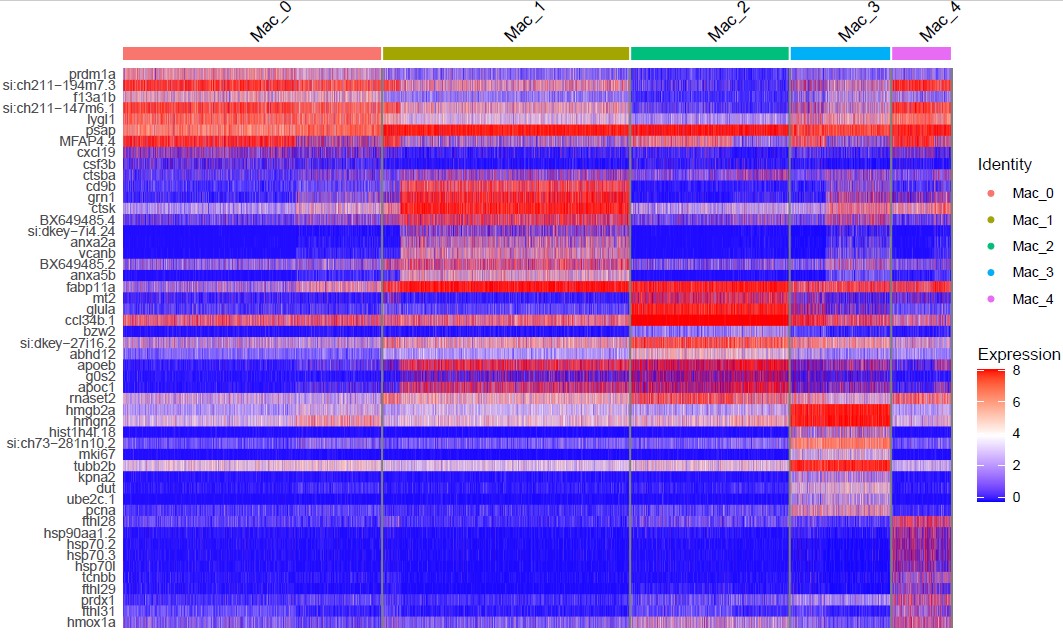 Mac_0
Mac_1
Mac_2
Mac_3
Mac_4
prdm1a
si:ch211-194m7.3
f13a1b
si:ch211-147m6.1
lygl1
psap
MFAP4.4
cxcl19
csf3b
ctsba
cd9b
grn1
ctsk
BX649485.4
si:dkey-7i4.24
anxa2a
vcanb
BX649485.2
anxa5b
fabp11a
mt2
glula
ccl34b.1
bzw2
si:dkey-27i16.2
abhd12
apoeb
g0s2
apoc1
rnaset2
hmgb2a
hmgn2
hist1h4l.18
si:ch73-281n10.2
mki67
tubb2b
kpna2
dut
ube2c.1
pcna
fthl28
hsp90aa1.2
hsp70.2
hsp70.3
hsp70l
tcnbb
fthl29
prdx1
fthl31
hmox1a
Identity
Mac_0
Mac_1
Mac_2
Mac_3
Mac_4
Expression
8
6
4
2
0